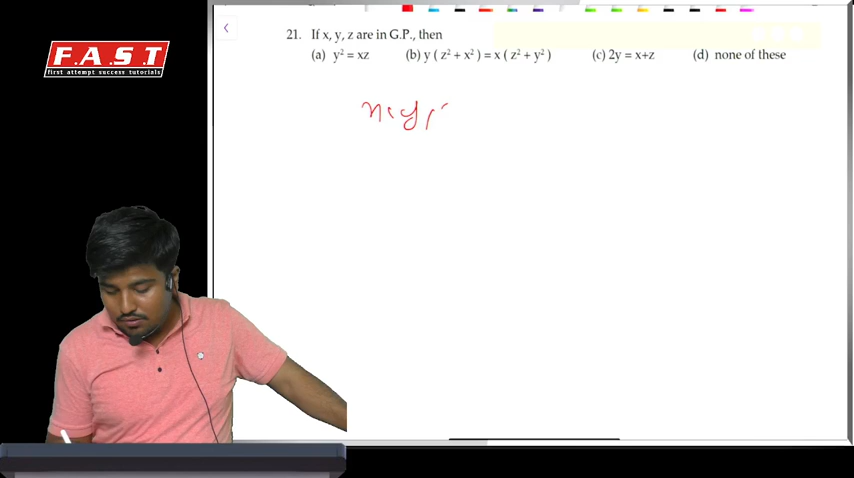 F.A.S.T
first attempt success tutorials
21. If x, y, z are in G.P., then
(a) y² = xz (b) y ( z² + x² ) = x ( z² + y² ) (c) 2y = x+z (d) none of these
x, y,